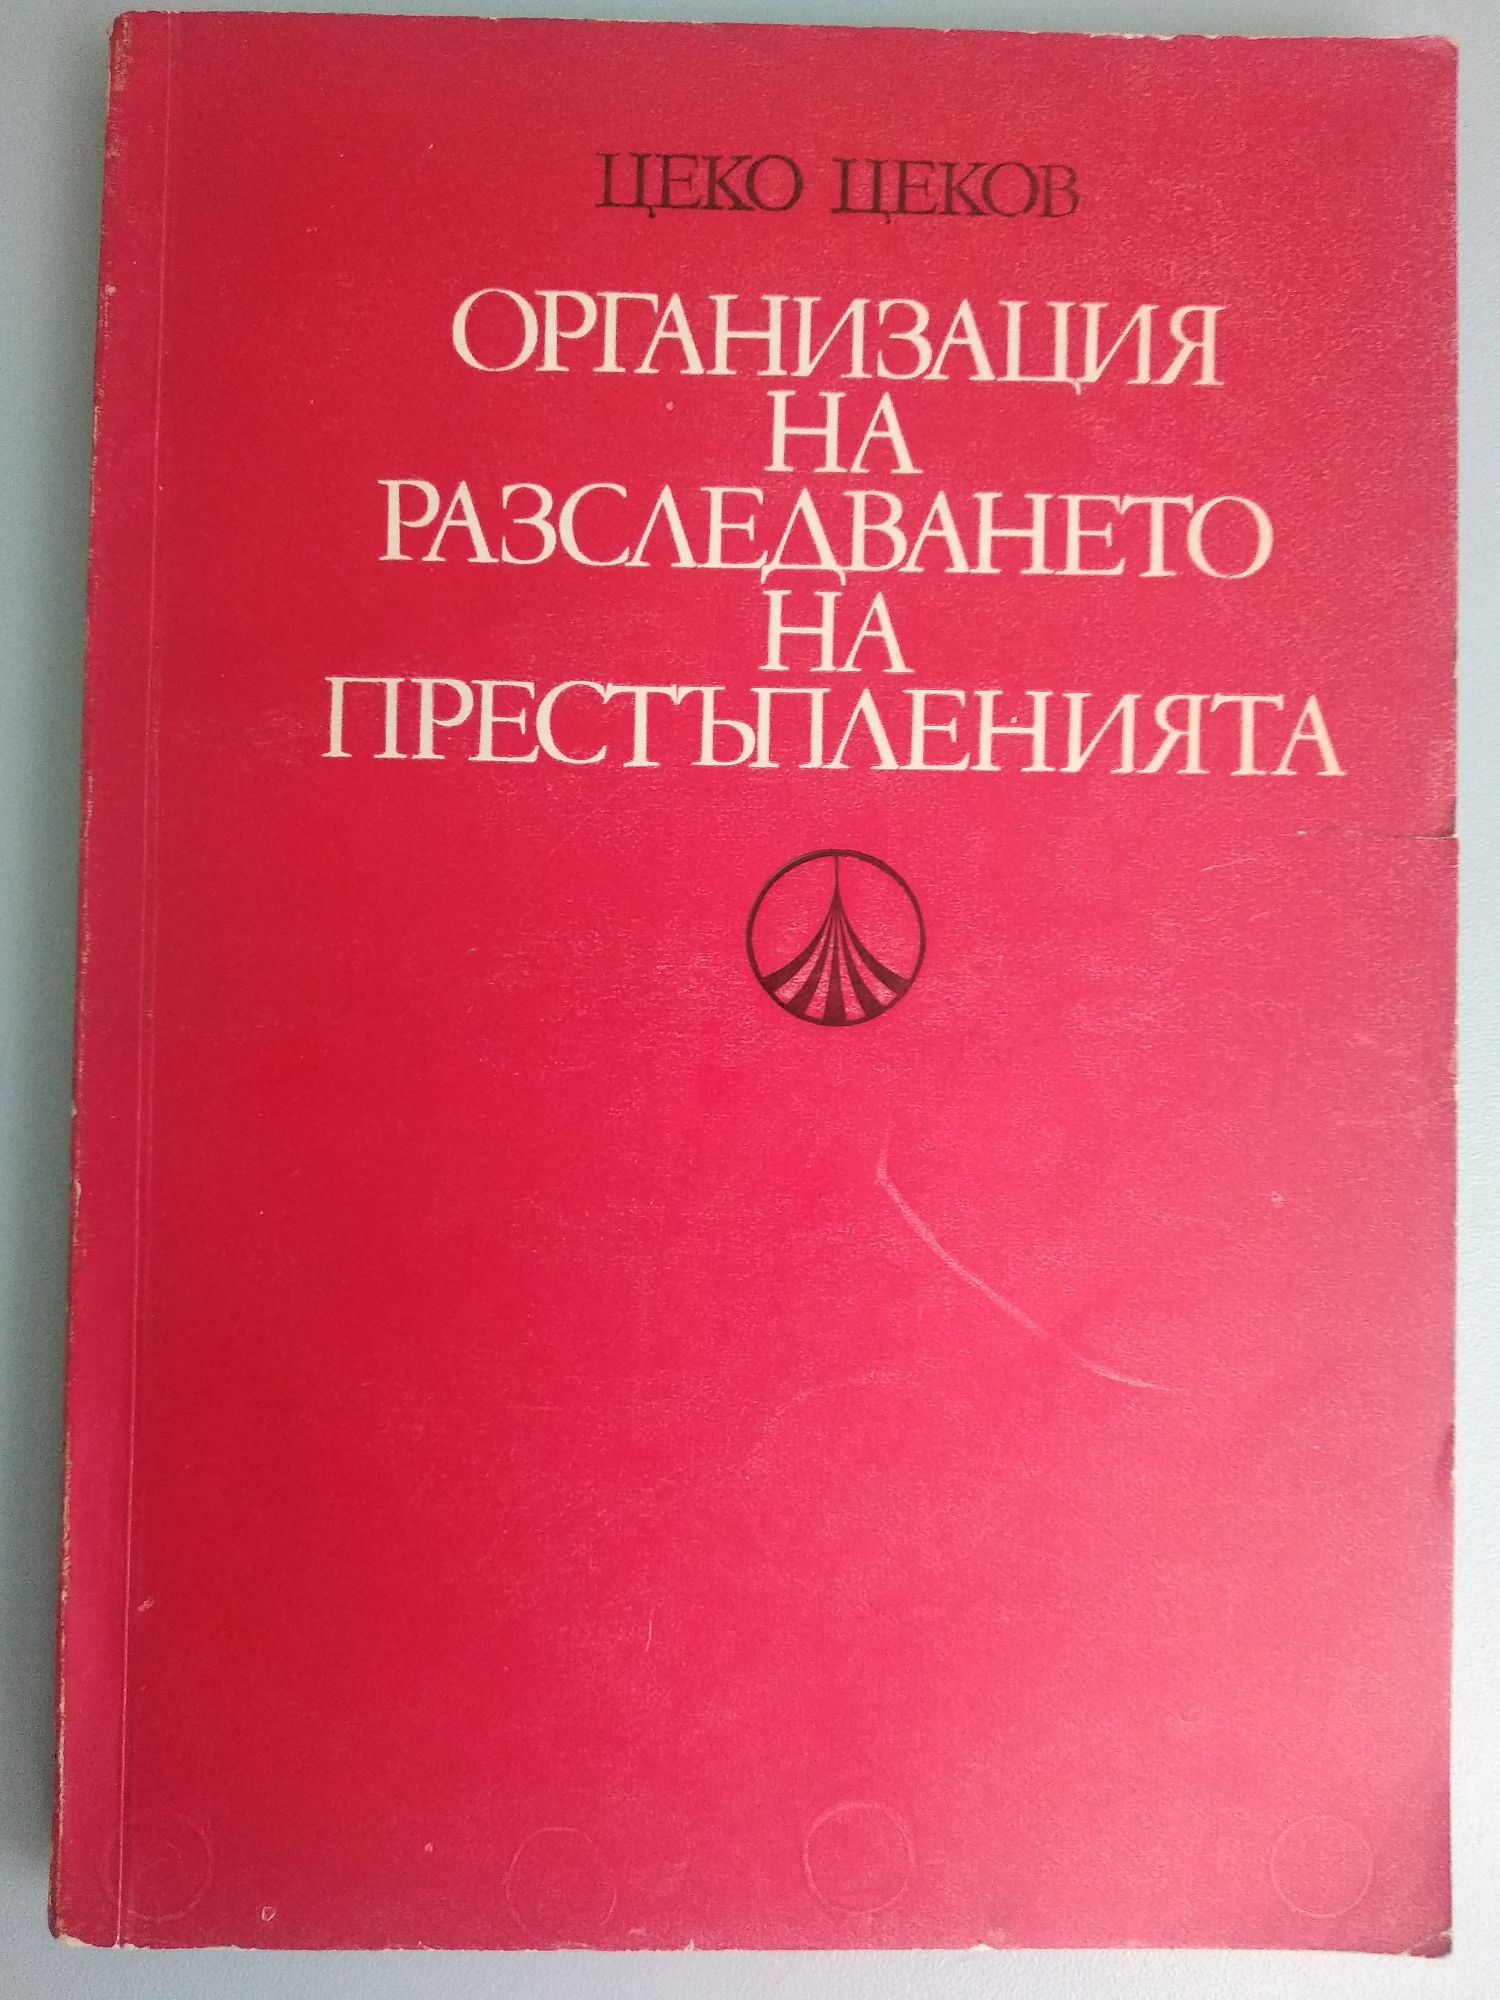 ЦЕКО ЦЕКОВ
ОРГАНИЗАЦИЯ
НА
РАЗСЛЕДВАНЕТО
НА
ПРЕСТЪПЛЕНИЯТА